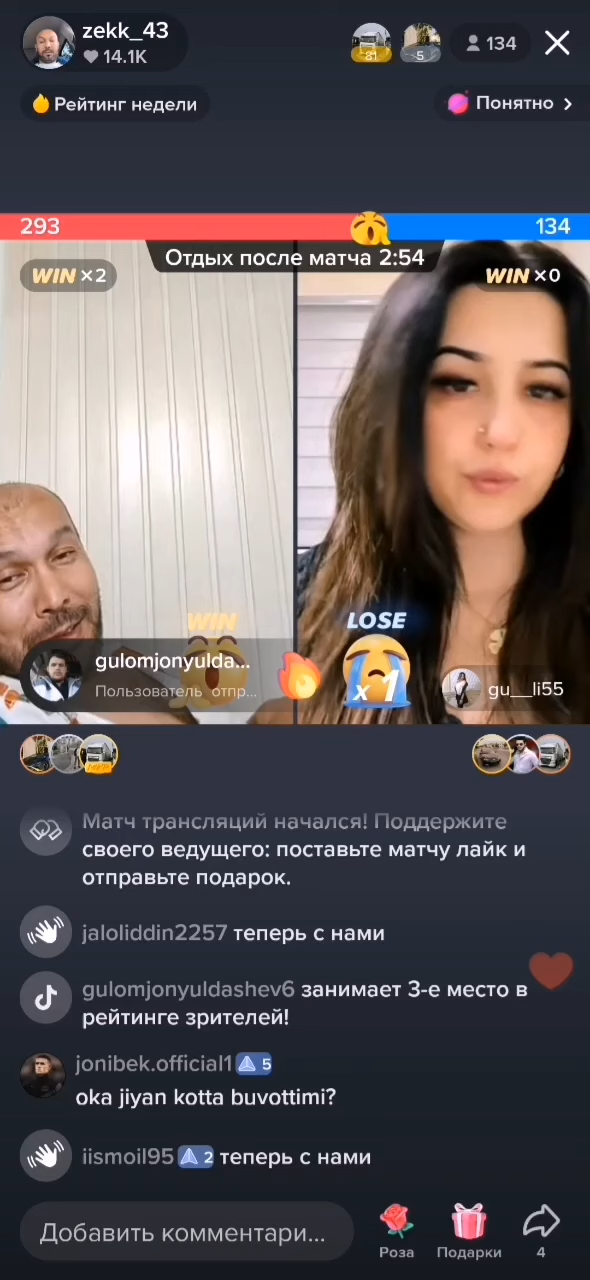 zekk_43
14.1K
31
5
134
Рейтинг недели
Понятно
293
134
Отдых после матча 2:54
WIN ×2
WIN ×0
WIN
LOSE
x 1
gulomjonyulda...
Пользователь отпр...
gu__li55
Матч трансляций начался! Поддержите
своего ведущего: поставьте матчу лайк и
отправьте подарок.
jaloliddin2257 теперь с нами
gulomjonyuldashev6 занимает 3-е место в
рейтинге зрителей!
jonibek.official1 5
oka jiyan kotta buvottimi?
iismoil95 2 теперь с нами
Добавить комментари...
Роза
Подарки
4